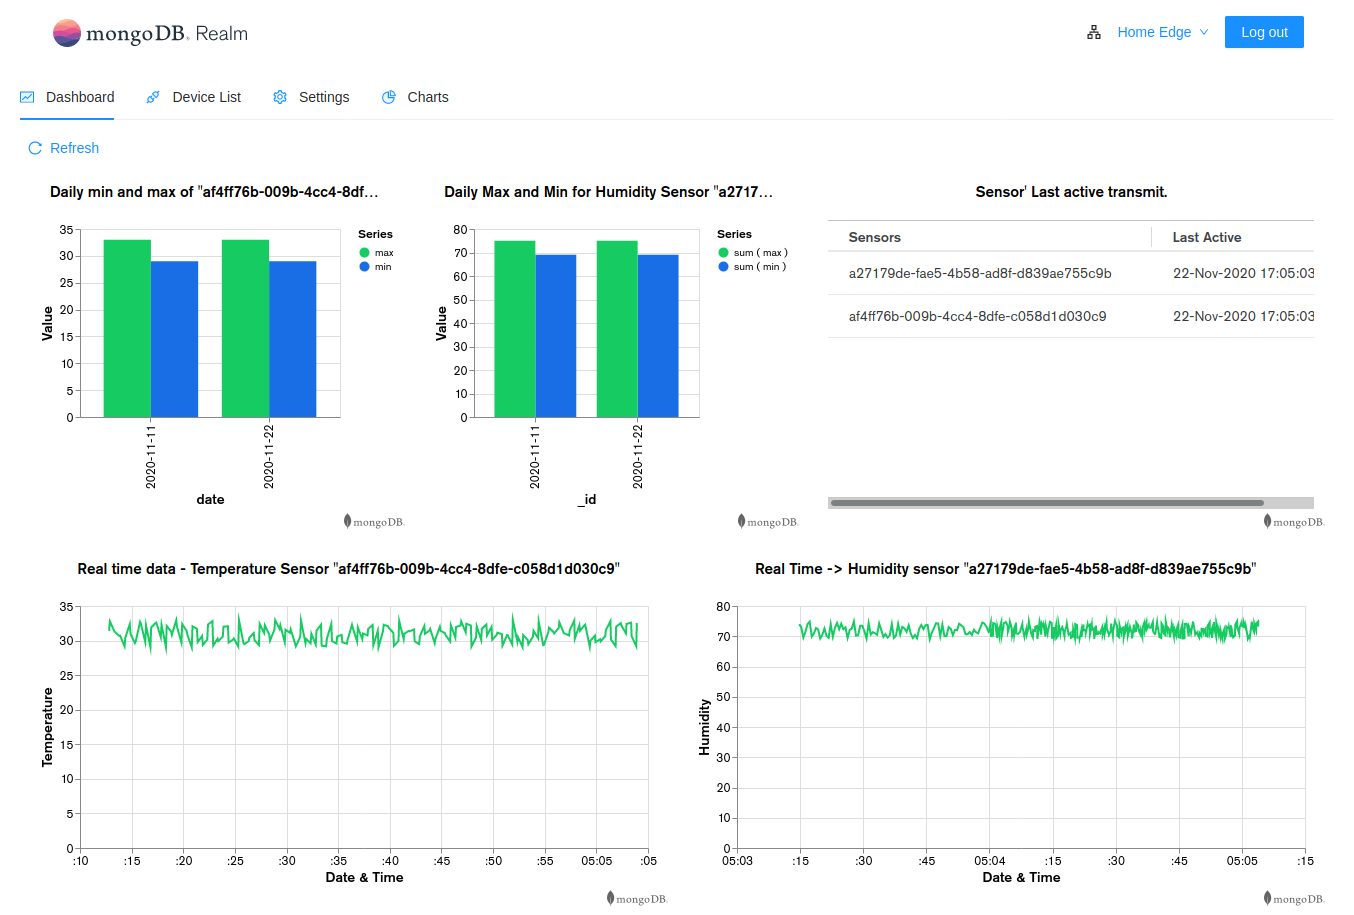 mongoDB. Realm
Home Edge
Log out
Dashboard
Device List
Settings
Charts
Refresh
Daily min and max of "af4ff76b-009b-4cc4-8df…
Value
35
30
25
20
15
10
5
0
2020-11-11
2020-11-22
date
Series
max
min
mongoDB.
Daily Max and Min for Humidity Sensor "a2717…
Value
80
70
60
50
40
30
20
10
0
2020-11-11
2020-11-22
_id
Series
sum ( max )
sum ( min )
mongoDB.
Sensor' Last active transmit.
Sensors Last Active
a27179de-fae5-4b58-ad8f-d839ae755c9b 22-Nov-2020 17:05:03
af4ff76b-009b-4cc4-8dfe-c058d1d030c9 22-Nov-2020 17:05:03
mongoDB.
Real time data - Temperature Sensor "af4ff76b-009b-4cc4-8dfe-c058d1d030c9"
Temperature
35
30
25
20
15
10
5
0
:10 :15 :20 :25 :30 :35 :40 :45 :50 :55 05:05 :05
Date & Time
mongoDB.
Real Time -> Humidity sensor "a27179de-fae5-4b58-ad8f-d839ae755c9b"
Humidity
80
70
60
50
40
30
20
10
0
05:03 :15 :30 :45 05:04 :15 :30 :45 05:05 :15
Date & Time
mongoDB.